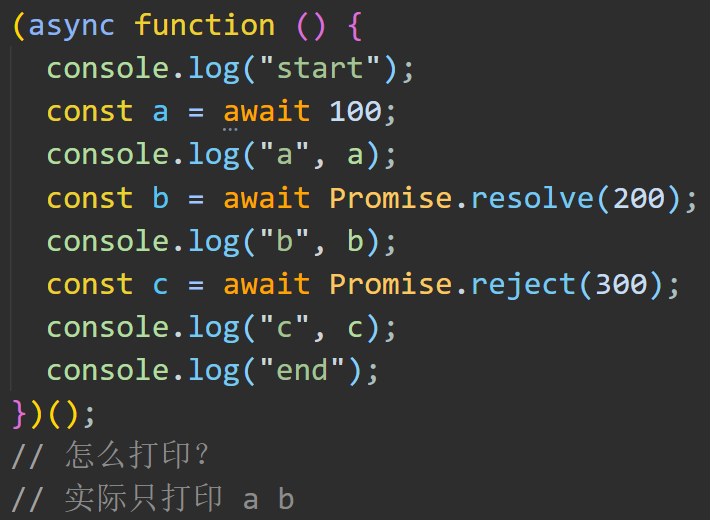 (async function () {
  console.log("start");
  const a = await 100;
  console.log("a", a);
  const b = await Promise.resolve(200);
  console.log("b", b);
  const c = await Promise.reject(300);
  console.log("c", c);
  console.log("end");
})();
// 怎么打印？
// 实际只打印 a b